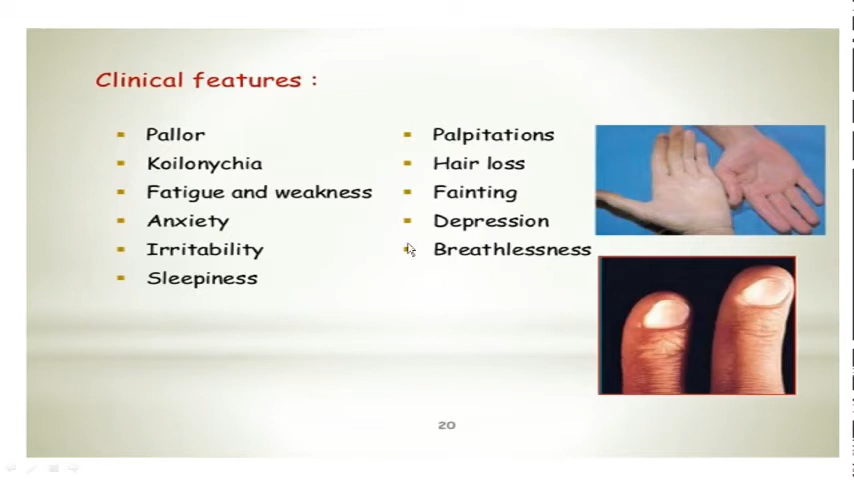 Clinical features :
Pallor
Koilonychia
Fatigue and weakness
Anxiety
Irritability
Sleepiness
Palpitations
Hair loss
Fainting
Depression
Breathlessness
20